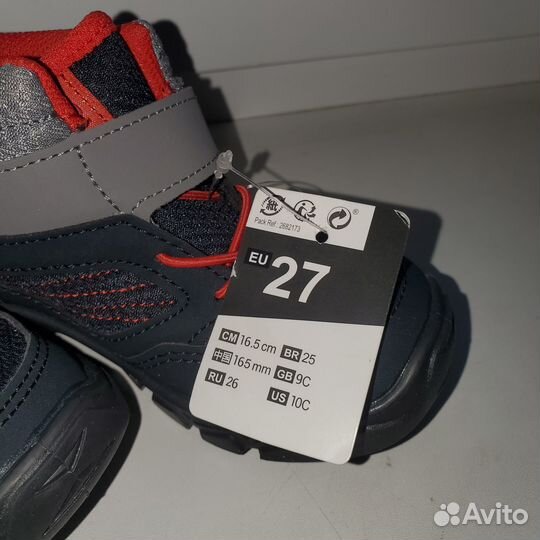 紙
Pack Ref : 2882173
EU 27
CM 16.5 cm BR 25
中国 165 mm GB 9C
RU 26 US 10C
Avito